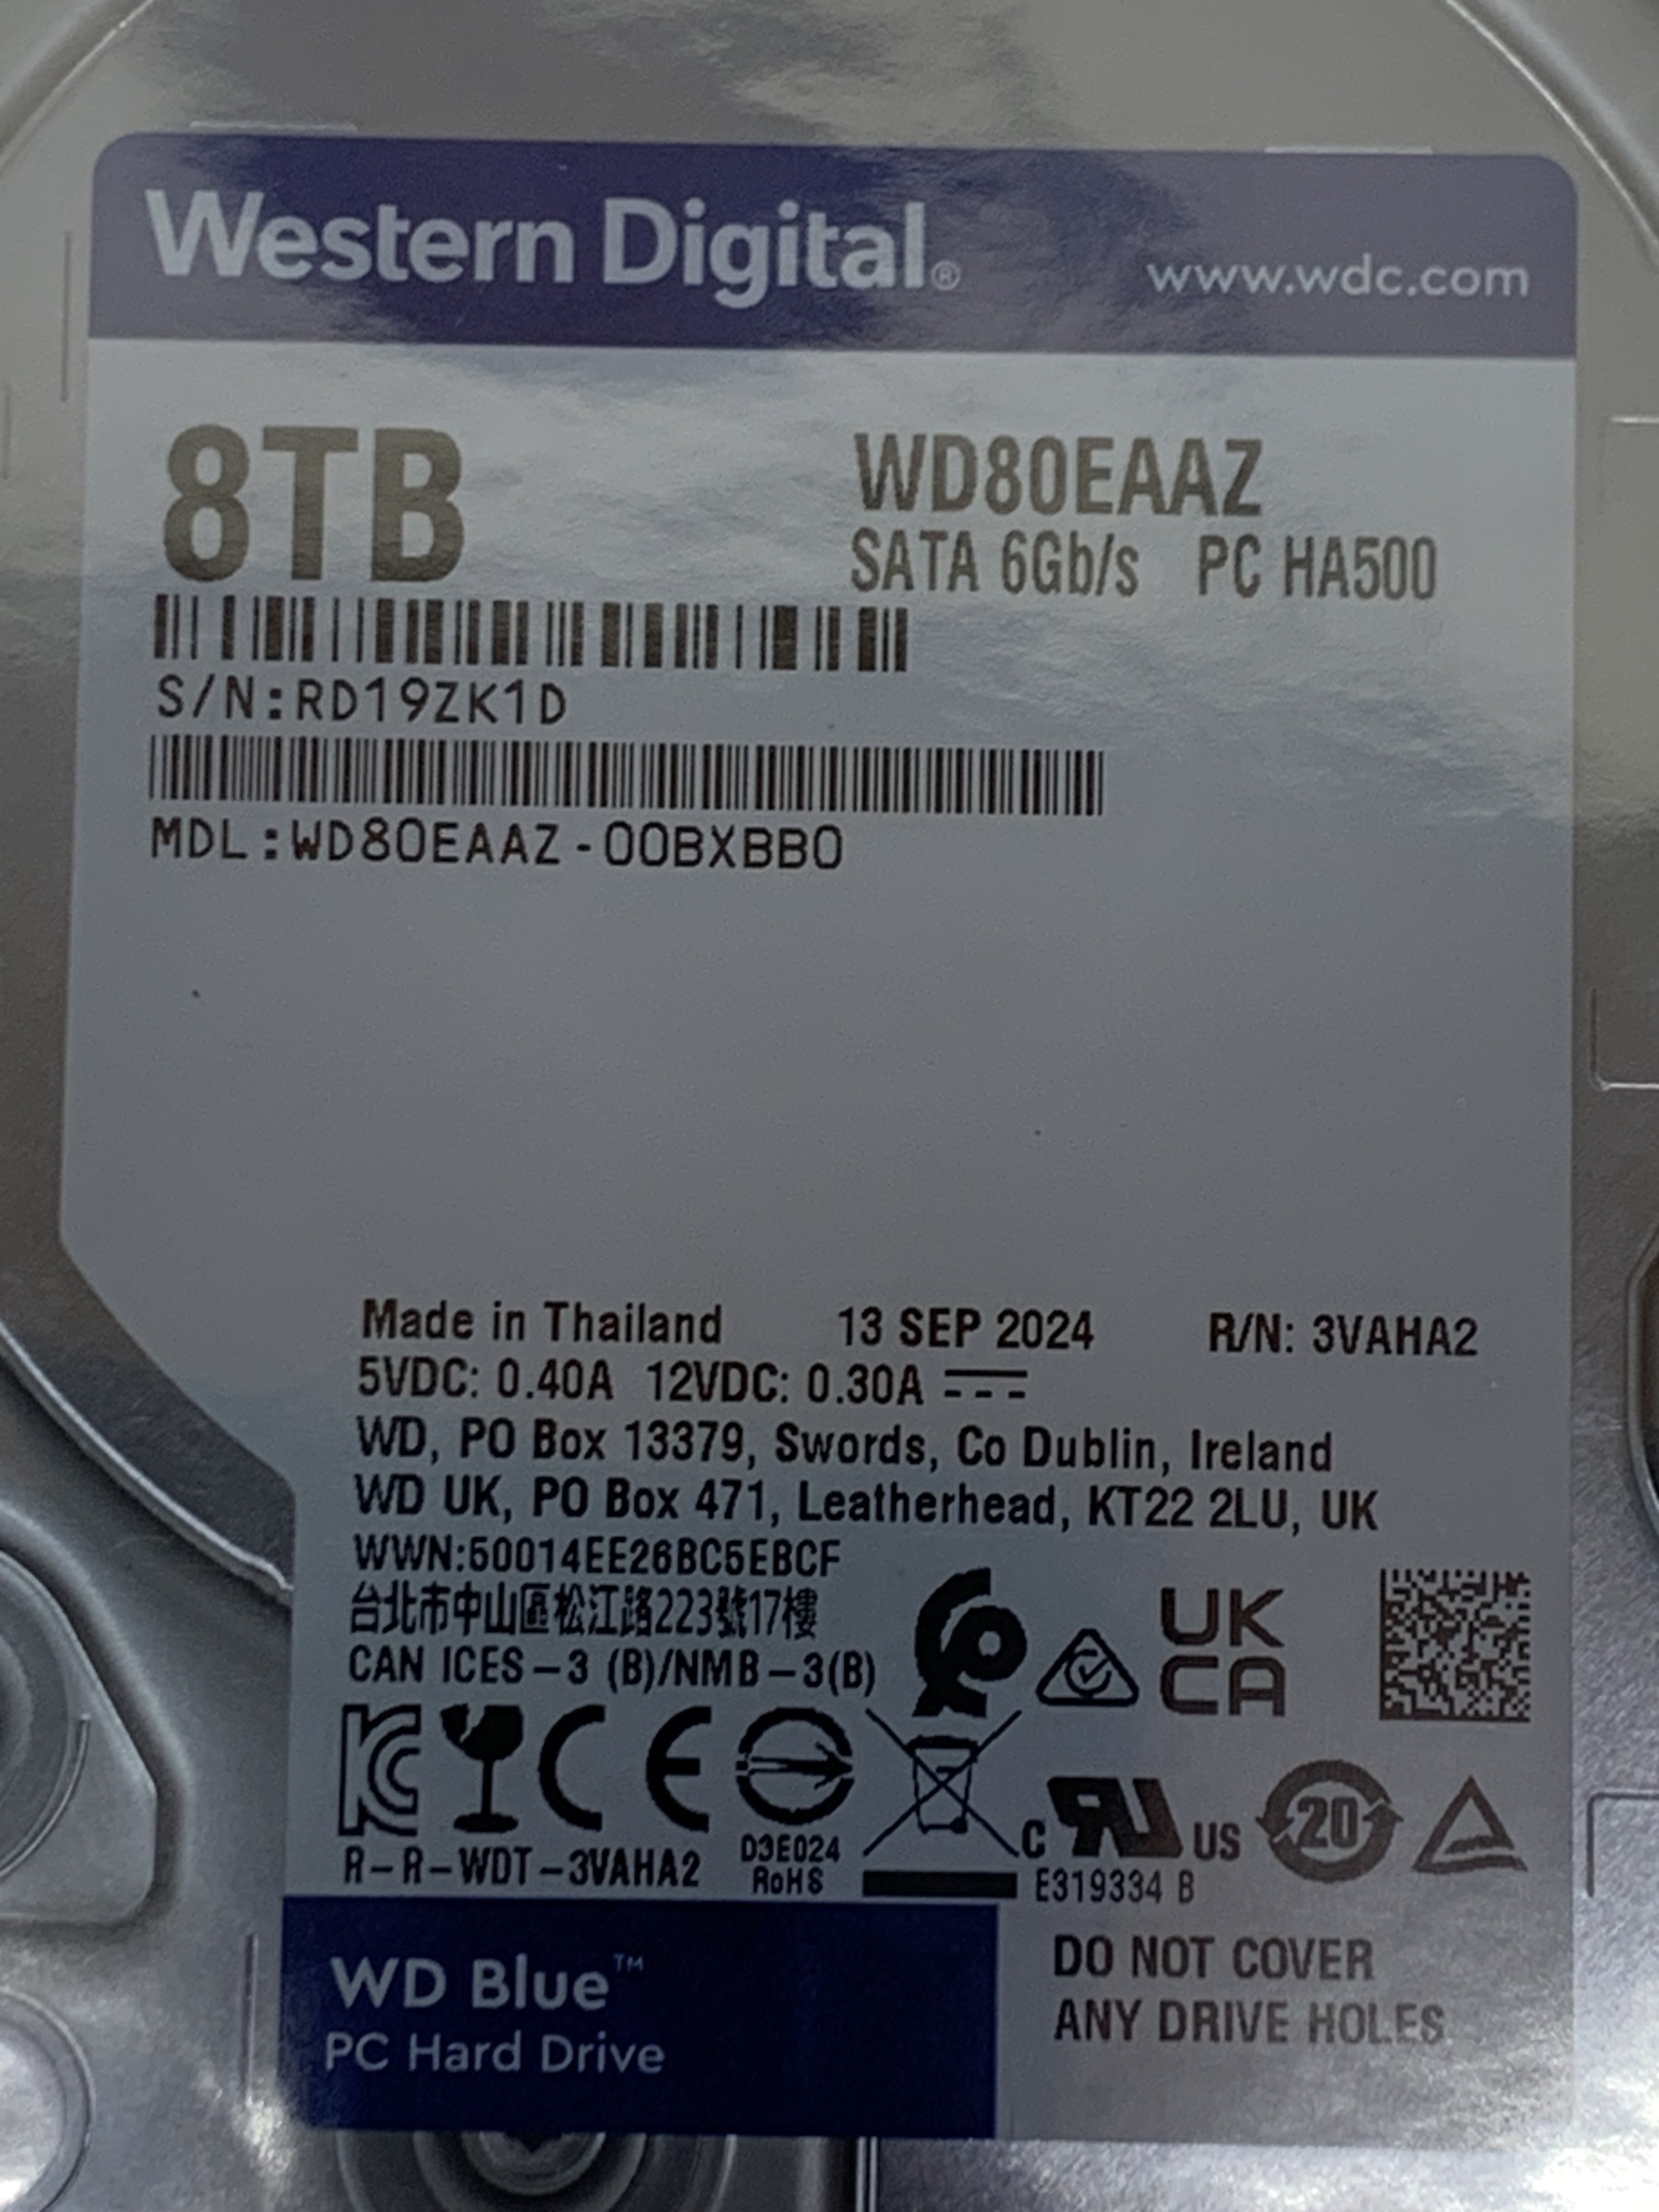 Western Digital® www.wdc.com
8TB WD80EAAZ
SATA 6Gb/s PC HA500
S/N:RD19ZK1D
MDL:WD80EAAZ-00BXBB0
Made in Thailand 13 SEP 2024 R/N: 3VAHA2
5VDC: 0.40A 12VDC: 0.30A
WD, PO Box 13379, Swords, Co Dublin, Ireland
WD UK, PO Box 471, Leatherhead, KT22 2LU, UK
WWN:50014EE26BC5EBCF
台北市中山區松江路223號17樓
CAN ICES-3 (B)/NMB-3(B)
UK
CA
KC CE
R-R-WDT-3VAHA2
D3E024
RoHS
C RU US
E319334 B
20
WD Blue™
PC Hard Drive
DO NOT COVER
ANY DRIVE HOLES